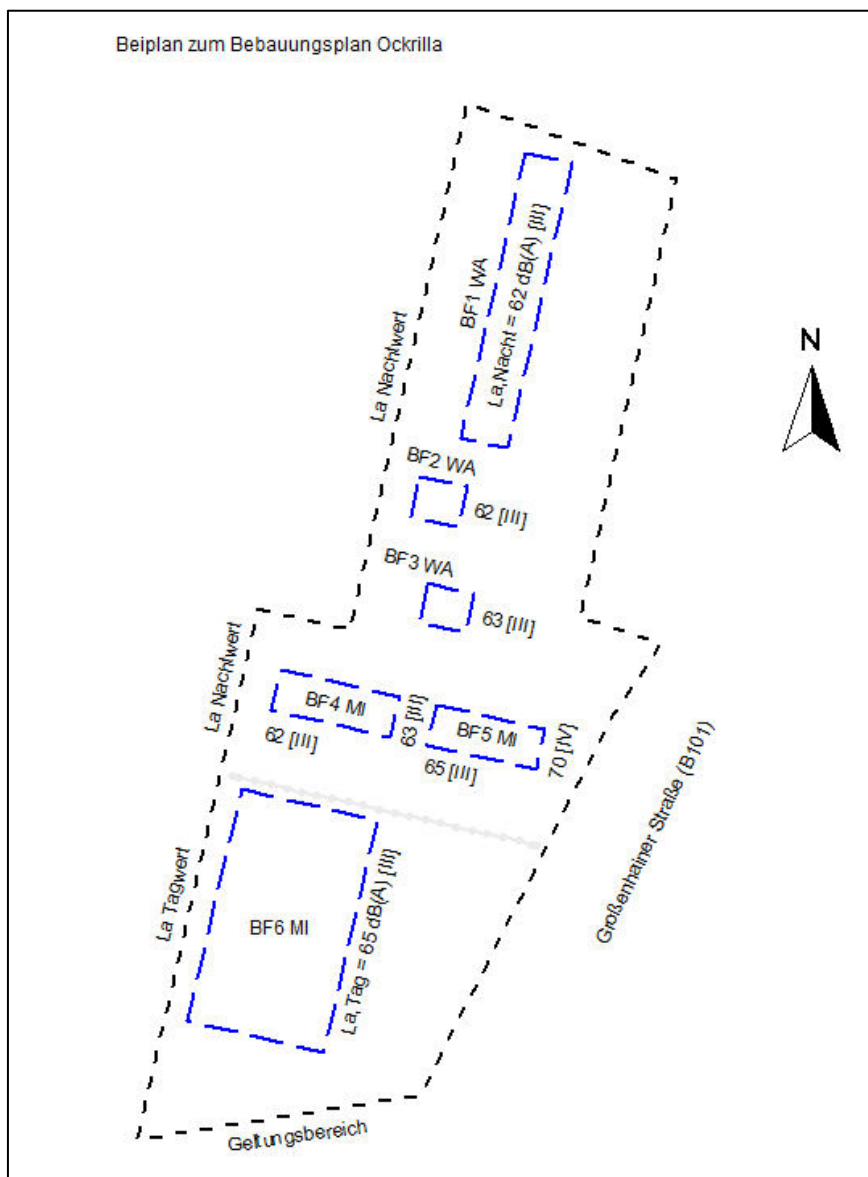 Beiplan zum Bebauungsplan Ockrilla
BF1 WA
La,Nacht = 62 dB(A) [III]
La Nachtwert
N
BF2 WA
62 [III]
BF3 WA
63 [III]
La Nachtwert
BF4 MI
62 [III]
63 [III]
BF5 MI
65 [III]
70 [IV]
Großenhainer Straße (B101)
La Tagwert
BF6 MI
La,Tag = 65 dB(A) [III]
Geltungsbereich